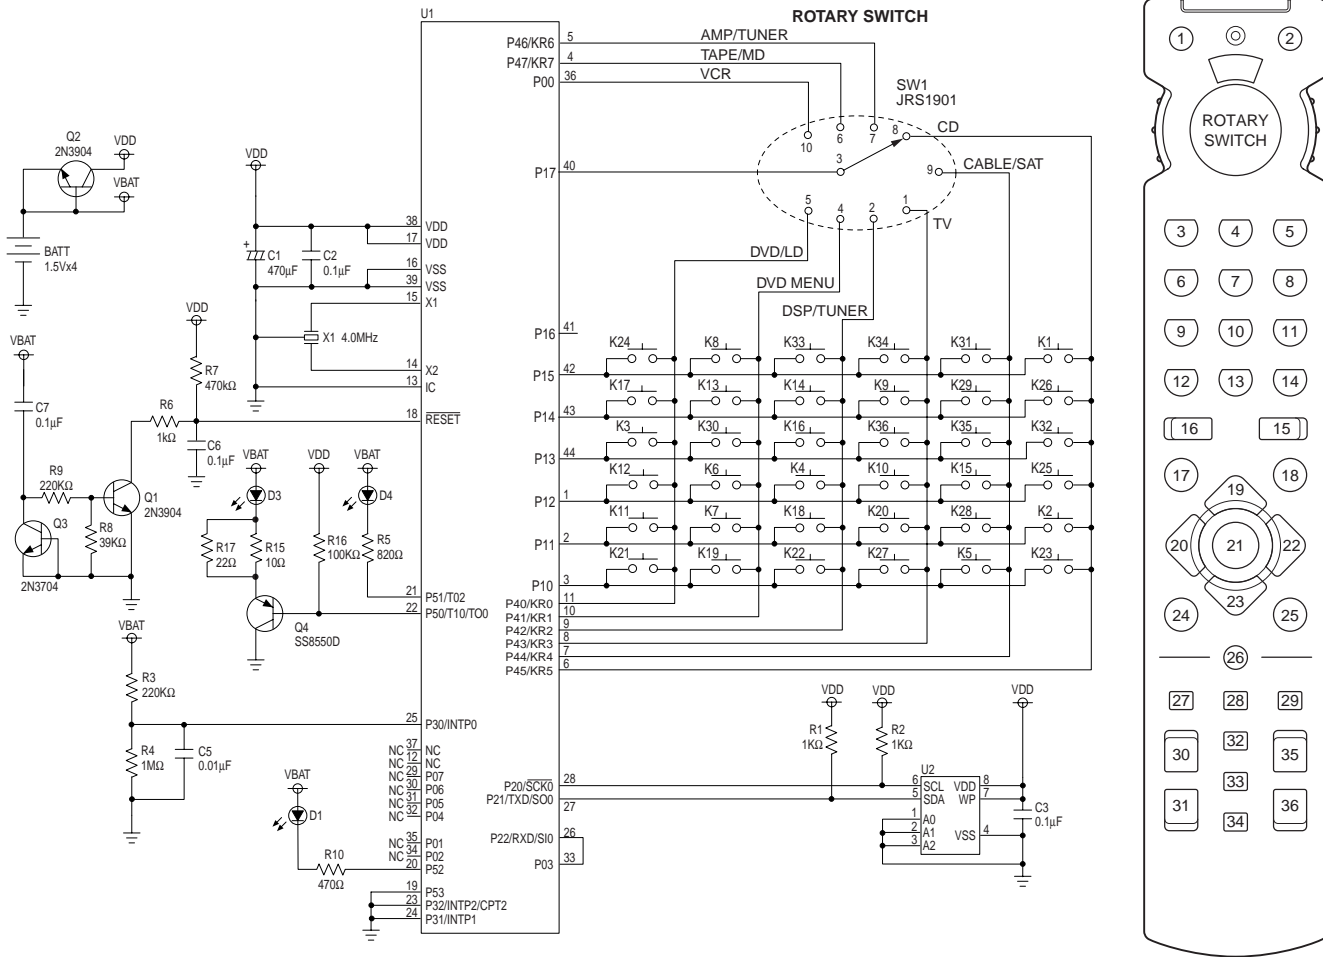 U1
ROTARY SWITCH
P46/KR6 5 AMP/TUNER
P47/KR7 4 TAPE/MD
P00 36 VCR
SW1
JRS1901
10 6 7 8 CD
P17 40 3 9 CABLE/SAT
5 4 2 1 TV
DVD/LD
DVD MENU
DSP/TUNER
Q2
2N3904
VDD
VBAT
BATT
1.5Vx4
VDD
+
C1
470µF
C2
0.1µF
38 VDD
17 VDD
16 VSS
39 VSS
15 X1
X1 4.0MHz
14 X2
13 IC
18 RESET
VDD
R7
470kΩ
VBAT
C7
0.1µF
R6
1kΩ
C6
0.1µF
R9
220KΩ
Q1
2N3904
Q3
2N3704
R8
39KΩ
VBAT
D3
VDD
VBAT
D4
R17
22Ω
R15
10Ω
R16
100KΩ
R5
820Ω
Q4
SS8550D
21 P51/T02
22 P50/T10/TO0
VBAT
R3
220KΩ
R4
1MΩ
C5
0.01µF
25 P30/INTP0
NC 37 NC
NC 12 NC
NC 29 P07
NC 30 P06
NC 31 P05
NC 32 P04
NC 35 P01
NC 34 P02
20 P52
VBAT
D1
R10
470Ω
19 P53
23 P32/INTP2/CPT2
24 P31/INTP1
P16 41
K24 K8 K33 K34 K31 K1
P15 42
K17 K13 K14 K9 K29 K26
P14 43
K3 K30 K16 K36 K35 K32
P13 44
K12 K6 K4 K10 K15 K25
P12 1
K11 K7 K18 K20 K28 K2
P11 2
K21 K19 K22 K27 K5 K23
P10 3
P40/KR0 11
P41/KR1 10
P42/KR2 9
P43/KR3 8
P44/KR4 7
P45/KR5 6
VDD VDD VDD
R1
1KΩ
R2
1KΩ
P20/SCK0 28
P21/TXD/SO0 27
P22/RXD/SI0 26
P03 33
U2
6 SCL VDD 8
5 SDA WP 7
1 A0
2 A1 VSS 4
3 A2
C3
0.1µF
1 2
ROTARY
SWITCH
3 4 5
6 7 8
9 10 11
12 13 14
16 15
17 18
19
20 21 22
23
24 25
26
27 28 29
30 32 35
33
31 34 36